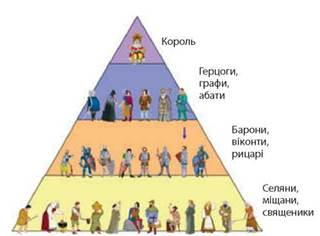 Король
Герцоги,
графи,
абати
Барони,
віконти,
рицарі
Селяни,
міщани,
священики